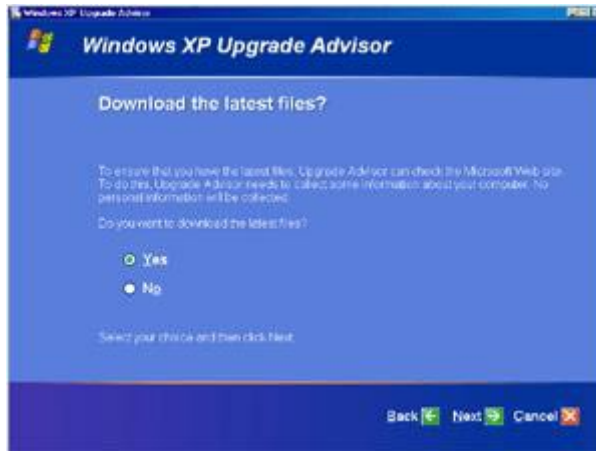 Windows XP Upgrade Advisor
Windows XP Upgrade Advisor
Download the latest files?
To ensure that you have the latest files, Upgrade Advisor can check the Microsoft Web site.
To do this, Upgrade Advisor needs to collect some information about your computer. No
personal information will be collected.
Do you want to download the latest files?
Yes
No
Select your choice and then click Next.
Back Next Cancel